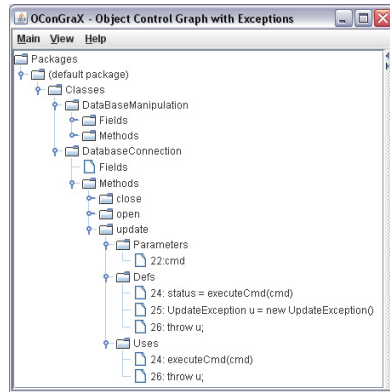 OConGraX - Object Control Graph with Exceptions
Main View Help
Packages
(default package)
Classes
DataBaseManipulation
Fields
Methods
DatabaseConnection
Fields
Methods
close
open
update
Parameters
22:cmd
Defs
24: status = executeCmd(cmd)
25: UpdateException u = new UpdateException()
26: throw u;
Uses
24: executeCmd(cmd)
26: throw u;